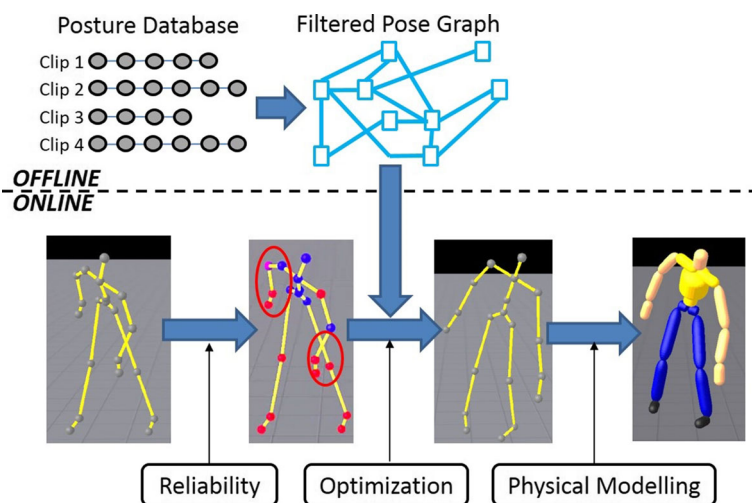 Posture Database
Filtered Pose Graph
Clip 1
Clip 2
Clip 3
Clip 4
OFFLINE
ONLINE
Reliability
Optimization
Physical Modelling